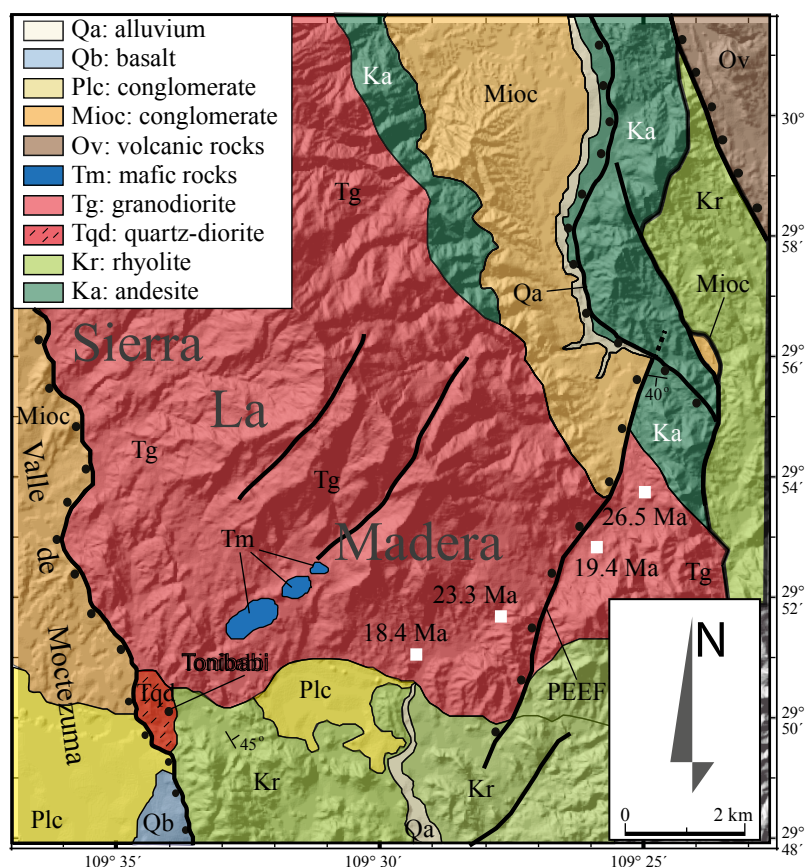 Qa: alluvium
Qb: basalt
Plc: conglomerate
Mioc: conglomerate
Ov: volcanic rocks
Tm: mafic rocks
Tg: granodiorite
Tqd: quartz-diorite
Kr: rhyolite
Ka: andesite
Ka
Mioc
Ov
Ka
30°
Tg
Kr
29°
58'
Qa
Mioc
Sierra
29°
56'
La
40°
Mioc
Ka
Valle
Tg
Tg
29°
54'
26.5 Ma
Tm
Madera
de
19.4 Ma
Tg
23.3 Ma
29°
52'
18.4 Ma
N
Moctezuma
Tonibabi
Tqd
Plc
PEEF
29°
50'
45°
Kr
Kr
Plc
Qb
Qa
0 2 km
29°
48'
109° 35'
109° 30'
109° 25'